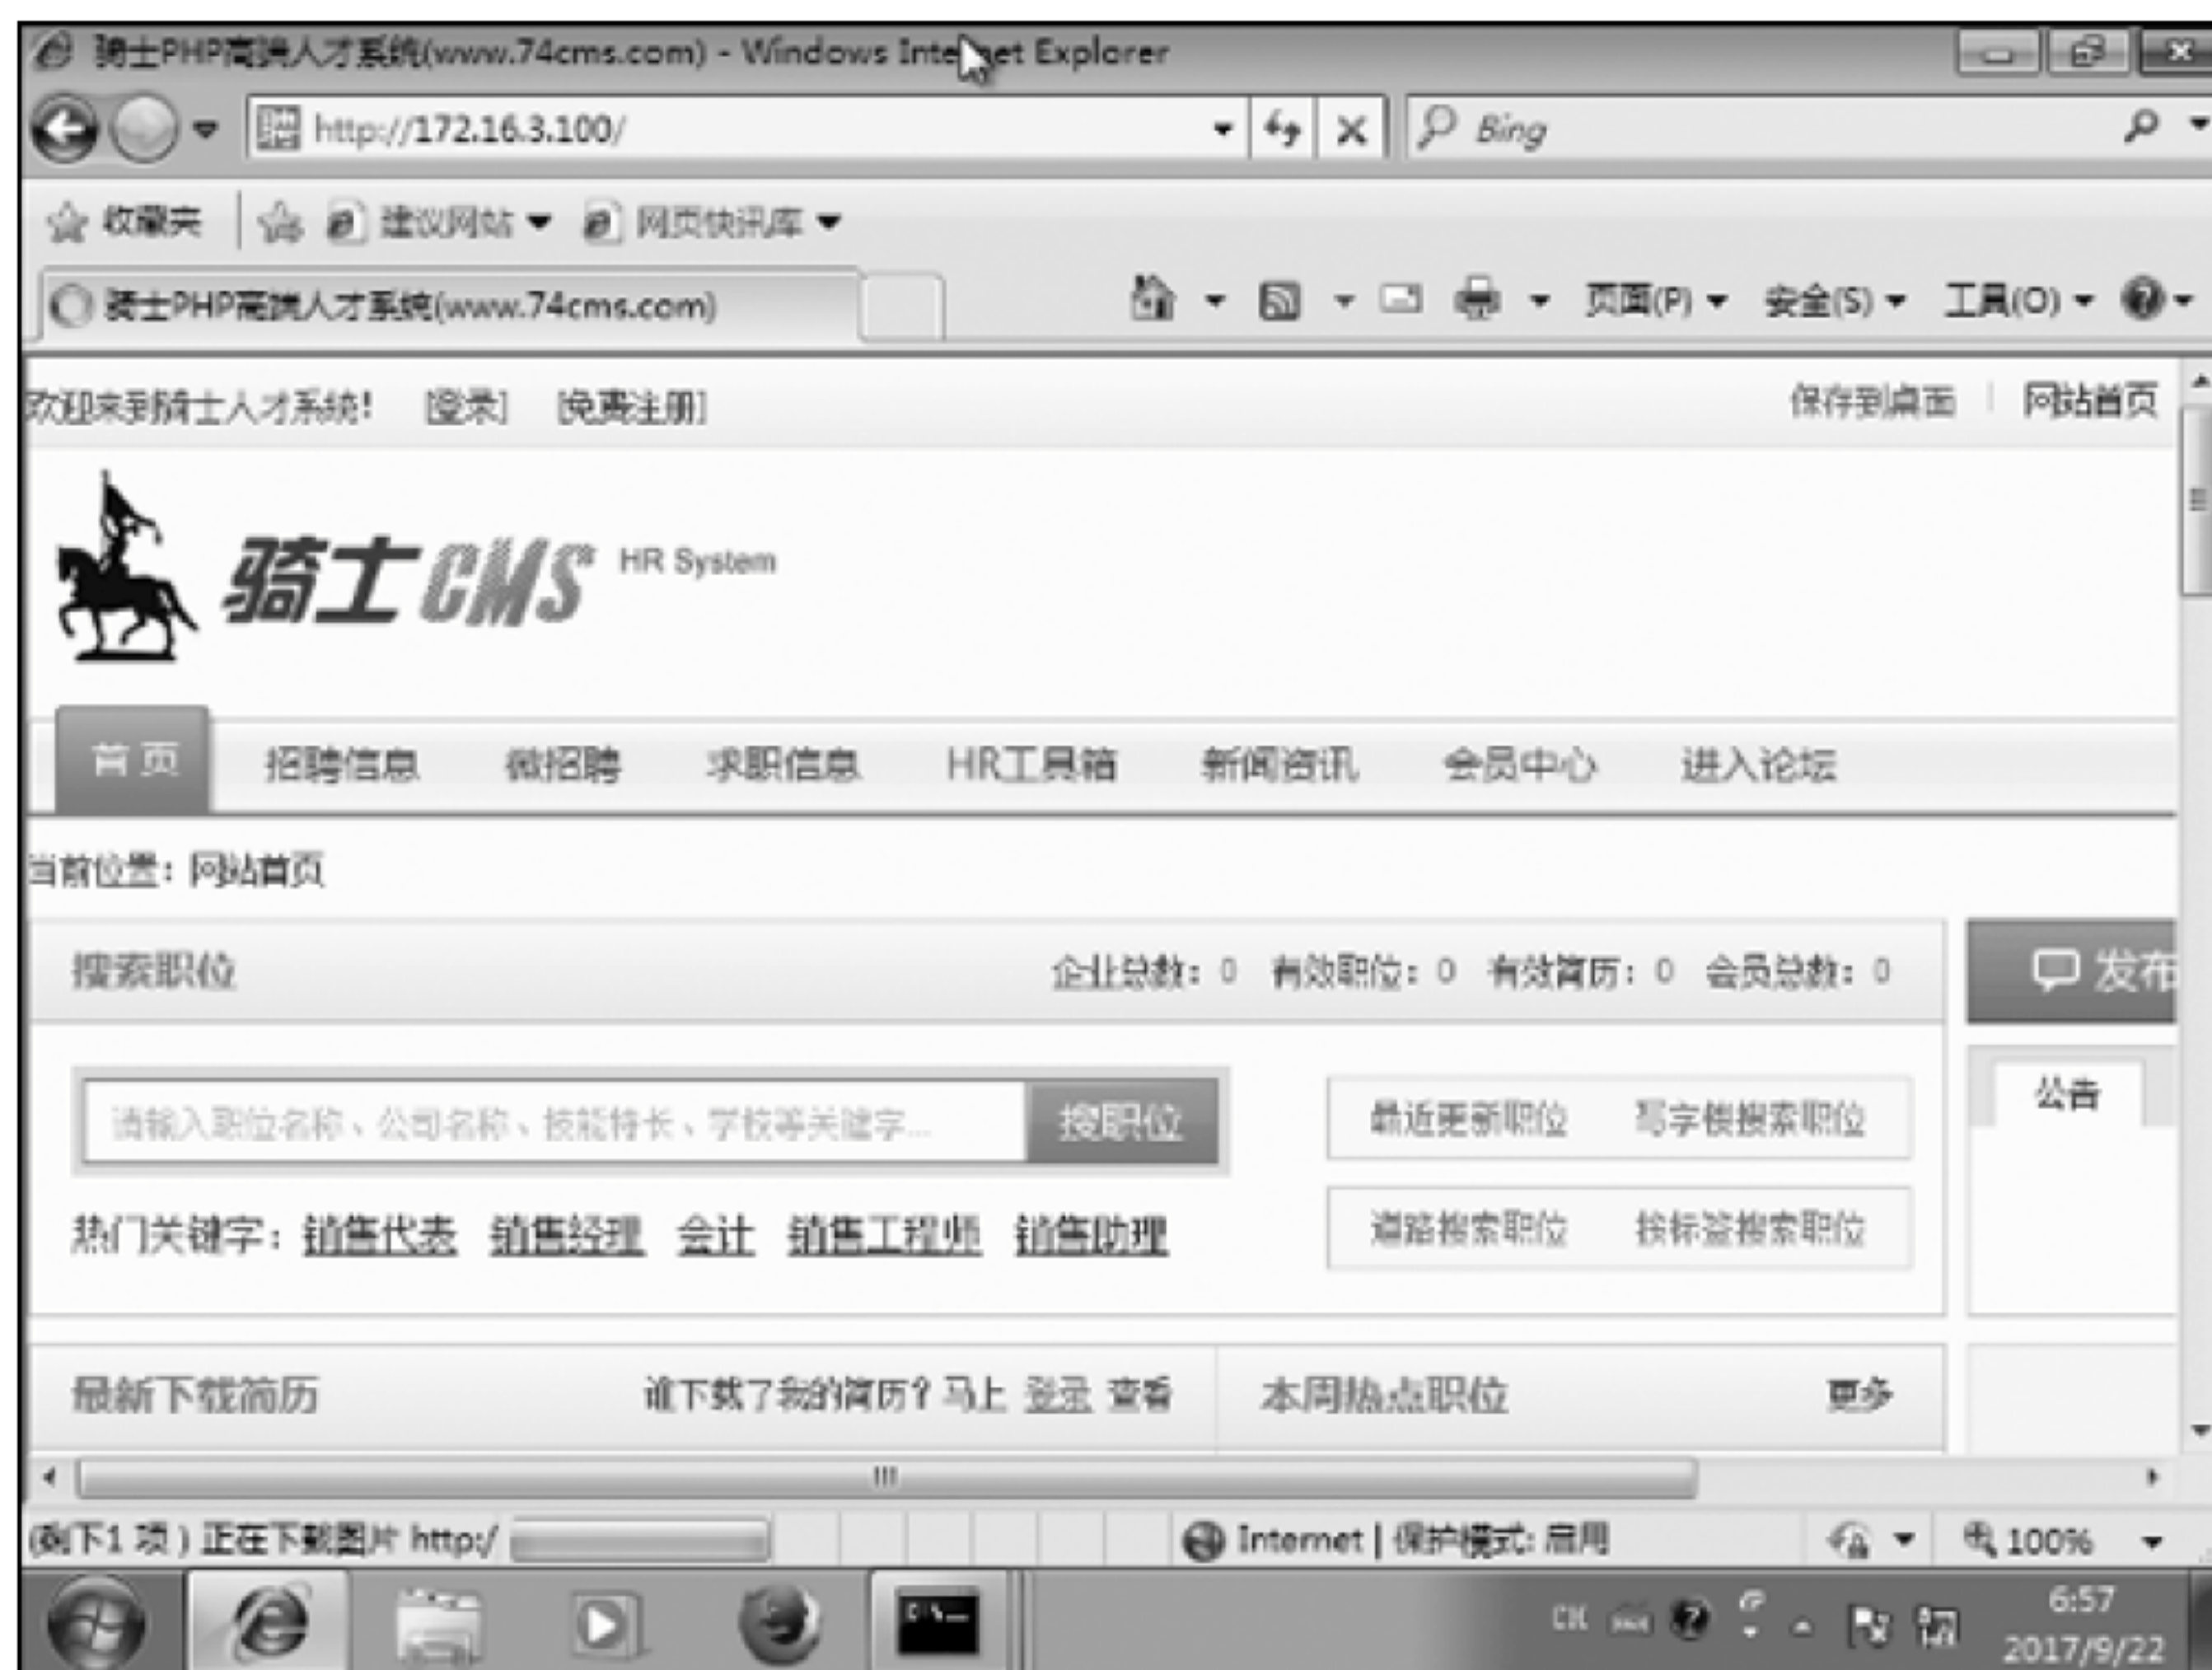 骑士PHP高端人才系统(www.74cms.com) - Windows Internet Explorer
http://172.16.3.100/
Bing
收藏夹 建议网站 网页快讯库
骑士PHP高端人才系统(www.74cms.com)
页面(P) 安全(S) 工具(O)
欢迎来到骑士人才系统! [登录] [免费注册]
保存到桌面 网站首页
骑士CMS HR System
首页 招聘信息 微招聘 求职信息 HR工具箱 新闻资讯 会员中心 进入论坛
当前位置: 网站首页
搜索职位 企业总数: 0 有效职位: 0 有效简历: 0 会员总数: 0
发布
公告
请输入职位名称、公司名称、技能特长、学校等关键字... 搜职位
最近更新职位 写字楼搜索职位
道路搜索职位 按标签搜索职位
热门关键字: 销售代表 销售经理 会计 销售工程师 销售助理
最新下载简历 谁下载了我的简历? 马上 登录 查看
本周热点职位 更多
(剩下1 项 ) 正在下载图片 http:/
Internet | 保护模式: 启用
100%
C:\_
CH
6:57
2017/9/22